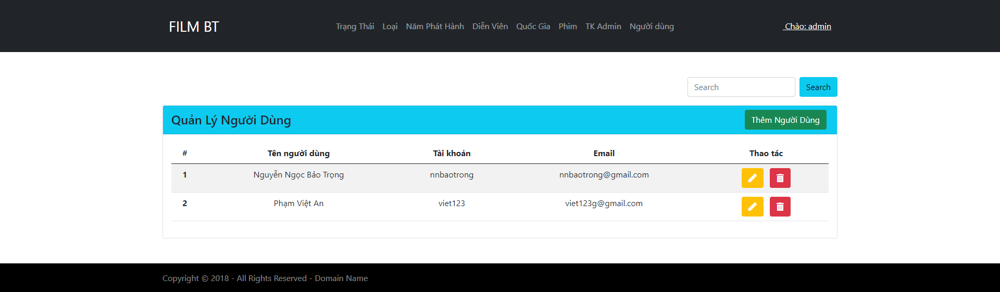 FILM BT Trạng Thái Loại Năm Phát Hành Diễn Viên Quốc Gia Phim TK Admin Người dùng Chào: admin
Search Search
Quản Lý Người Dùng Thêm Người Dùng
# Tên người dùng Tài khoản Email Thao tác
1 Nguyễn Ngọc Bảo Trọng nnbaotrong nnbaotrong@gmail.com
2 Phạm Việt An viet123 viet123g@gmail.com
Copyright © 2018 - All Rights Reserved - Domain Name